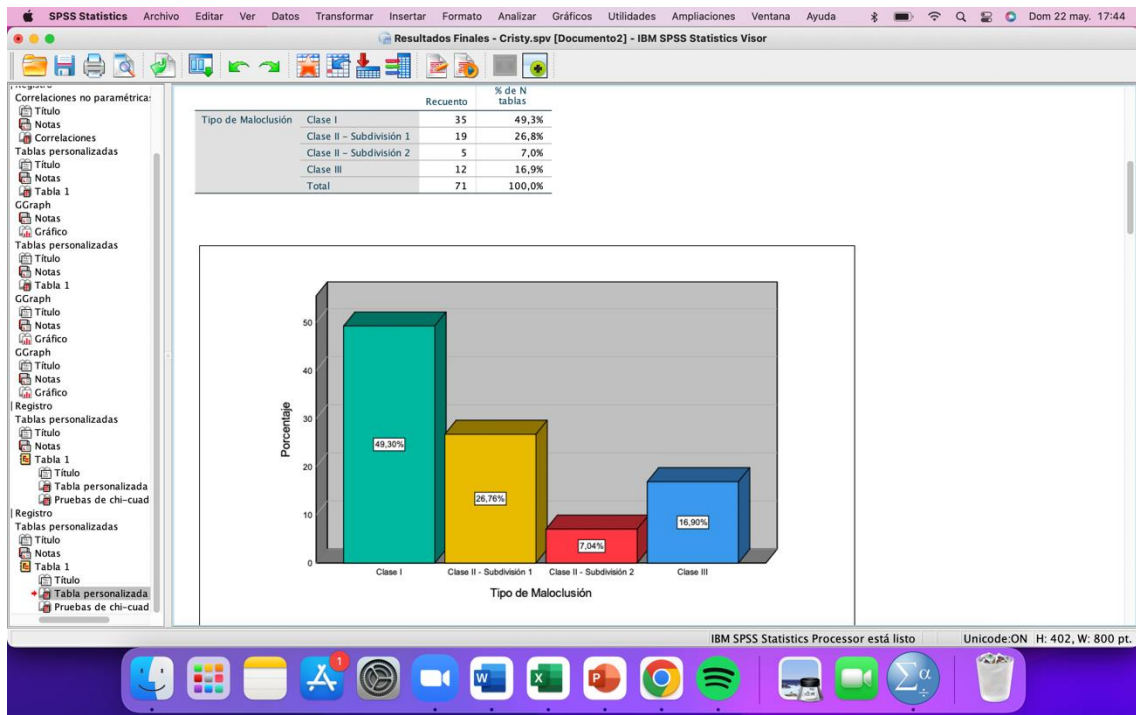 SPSS Statistics Archivo Editar Ver Datos Transformar Insertar Formato Analizar Gráficos Utilidades Ampliaciones Ventana Ayuda Dom 22 may. 17:44
Resultados Finales - Cristy.spv [Documento2] - IBM SPSS Statistics Visor
Correlaciones no paramétrica:
Título
Notas
Correlaciones
Tablas personalizadas
Título
Notas
Tabla 1
GGraph
Notas
Gráfico
Tablas personalizadas
Título
Notas
Tabla 1
GGraph
Título
Notas
Gráfico
GGraph
Título
Notas
Gráfico
Registro
Tablas personalizadas
Título
Notas
Tabla 1
Título
Tabla personalizada
Pruebas de chi-cuad
Registro
Tablas personalizadas
Título
Notas
Tabla 1
Título
Tabla personalizada
Pruebas de chi-cuad
Recuento % de N
tablas
Tipo de Maloclusión Clase I 35 49,3%
Clase II - Subdivisión 1 19 26,8%
Clase II - Subdivisión 2 5 7,0%
Clase III 12 16,9%
Total 71 100,0%
Porcentaje
50
40
30
20
10
0
49,30%
26,76%
7,04%
16,90%
Clase I Clase II - Subdivisión 1 Clase II - Subdivisión 2 Clase III
Tipo de Maloclusión
IBM SPSS Statistics Processor está listo Unicode:ON H: 402, W: 800 pt.
1
W X P Σα